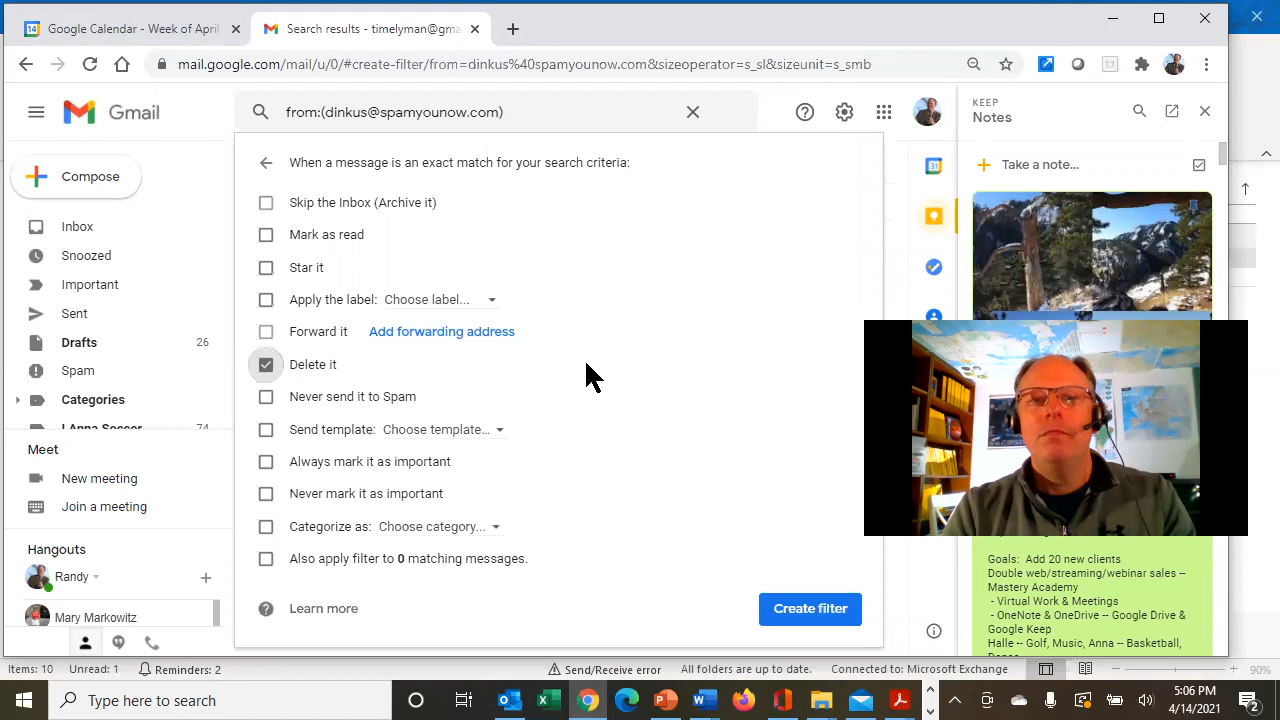 14
Google Calendar - Week of April
Search results - timelyman@gma
mail.google.com/mail/u/0/#create-filter/from=dinkus%40spamyounow.com&sizeoperator=s_sl&sizeunit=s_smb
Gmail
from:(dinkus@spamyounow.com)
KEEP
Notes
Compose
Inbox
Snoozed
Important
Sent
Drafts 26
Spam
Categories
Meet
New meeting
Join a meeting
Hangouts
Randy
Mary Markowitz
When a message is an exact match for your search criteria:
Skip the Inbox (Archive it)
Mark as read
Star it
Apply the label: Choose label...
Forward it Add forwarding address
Delete it
Never send it to Spam
Send template: Choose template...
Always mark it as important
Never mark it as important
Categorize as: Choose category...
Also apply filter to 0 matching messages.
Learn more
Create filter
31
Take a note...
Goals: Add 20 new clients
Double web/streaming/webinar sales --
Mastery Academy
- Virtual Work & Meetings
- OneNote & OneDrive -- Google Drive &
Google Keep
Halle -- Golf, Music, Anna -- Basketball,
Items: 10 Unread: 1 Reminders: 2 Send/Receive error All folders are up to date. Connected to: Microsoft Exchange 90%
Type here to search
5:06 PM
4/14/2021
2